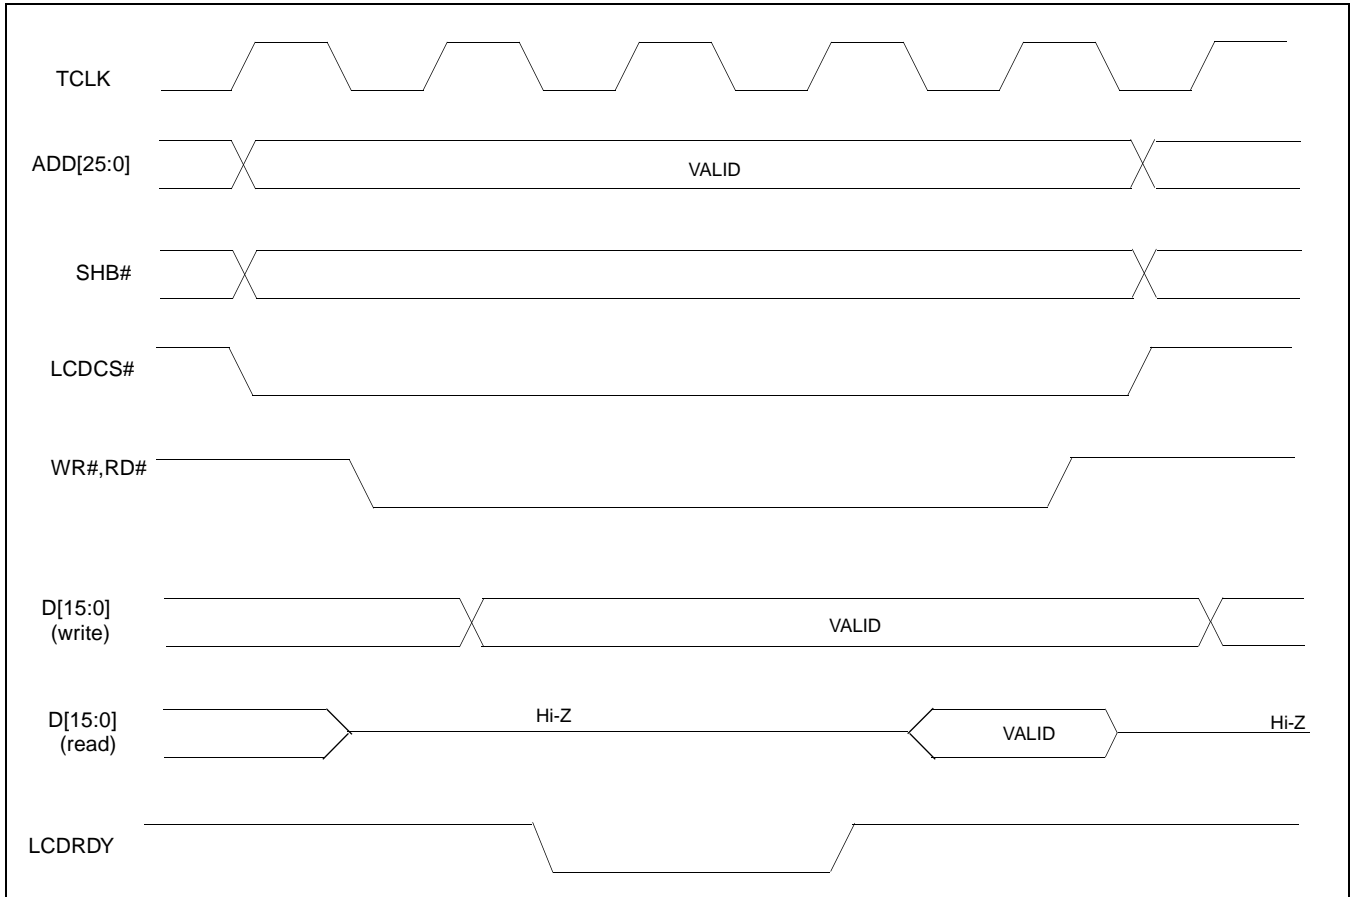 TCLK
ADD[25:0]
VALID
SHB#
LCDCS#
WR#,RD#
D[15:0]
(write)
VALID
D[15:0]
(read)
Hi-Z
VALID
Hi-Z
LCDRDY